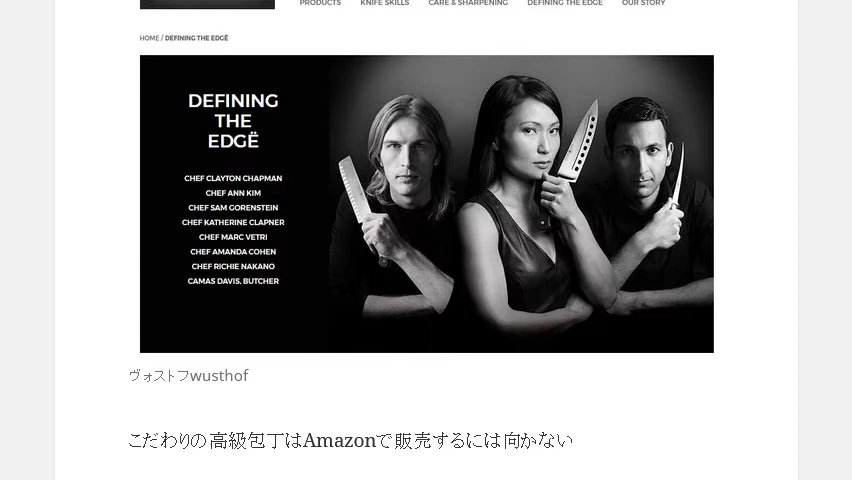 PRODUCTS KNIFE SKILLS CARE & SHARPENING DEFINING THE EDGE OUR STORY
HOME / DEFINING THE EDGË
DEFINING
THE
EDGË
CHEF CLAYTON CHAPMAN
CHEF ANN KIM
CHEF SAM GORENSTEIN
CHEF KATHERINE CLAPNER
CHEF MARC VETRI
CHEF AMANDA COHEN
CHEF RICHIE NAKANO
CAMAS DAVIS, BUTCHER
ヴォストフwusthof
こだわりの高級包丁はAmazonで販売するには向かない